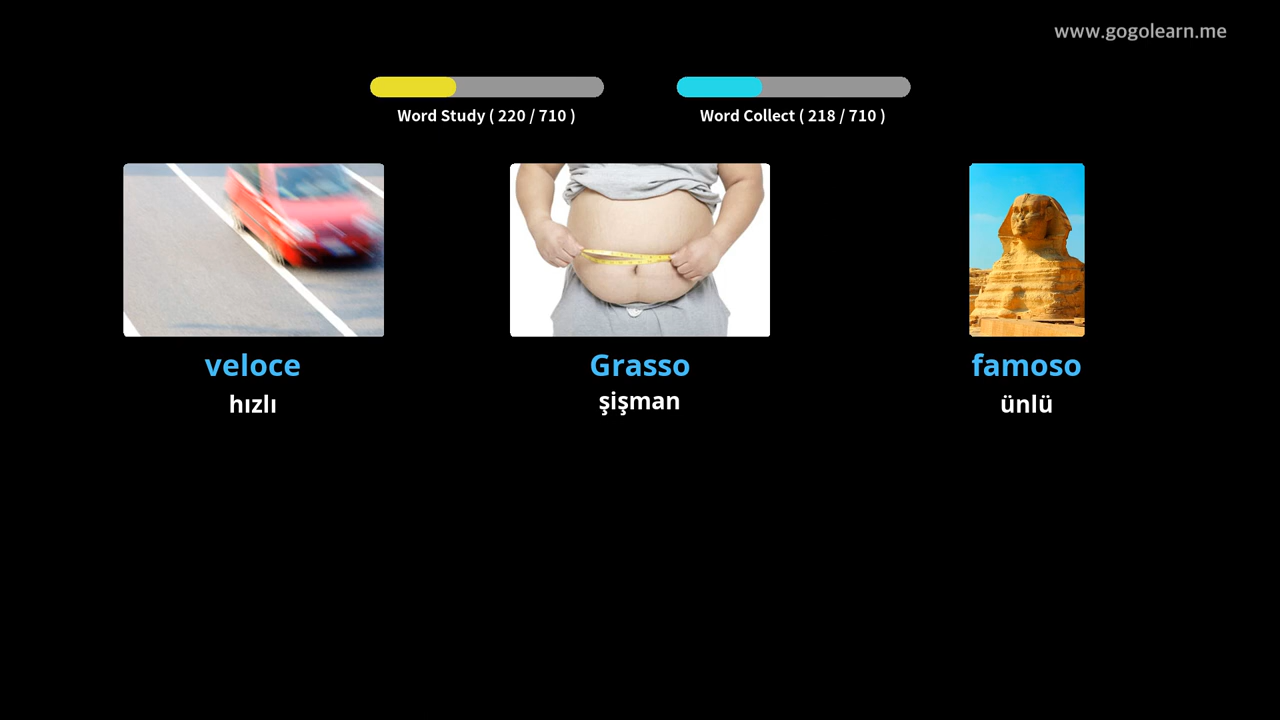 www.gogolearn.me
Word Study ( 220 / 710 )
Word Collect ( 218 / 710 )
veloce
hızlı
Grasso
şişman
famoso
ünlü